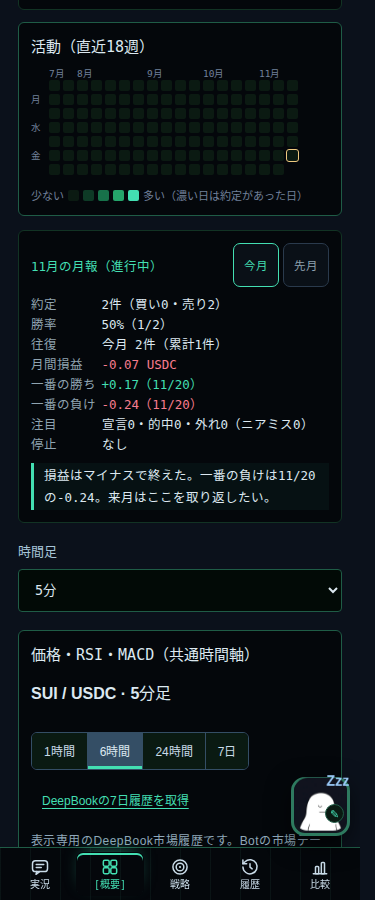 活動（直近18週）
7月 8月 9月 10月 11月
月
水
金
少ない 多い（濃い日は約定があった日）
11月の月報（進行中） 今月 先月
約定 2件（買い0・売り2）
勝率 50%（1/2）
往復 今月 2件（累計1件）
月間損益 -0.07 USDC
一番の勝ち +0.17（11/20）
一番の負け -0.24（11/20）
注目 宣言0・的中0・外れ0（ニアミス0）
停止 なし
損益はマイナスで終えた。一番の負けは11/20
の-0.24。来月はここを取り返したい。
時間足
5分
価格・RSI・MACD（共通時間軸）
SUI / USDC · 5分足
1時間 6時間 24時間 7日
DeepBookの7日履歴を取得
Zzz
表示専用のDeepBook市場履歴です。Botの市場デー
実況 [概要] 戦略 履歴 比較